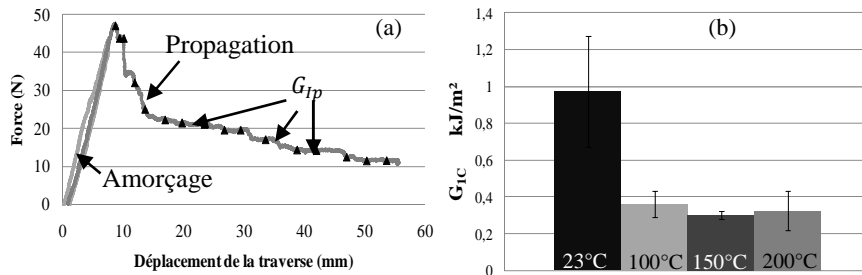 (a)
50
40
30
20
10
0
Force (N)
Propagation
G_Ip
Amorçage
0 10 20 30 40 50 60
Déplacement de la traverse (mm)
(b)
1,4
1,2
1
0,8
0,6
0,4
0,2
0
G1C kJ/m²
23°C 100°C 150°C 200°C